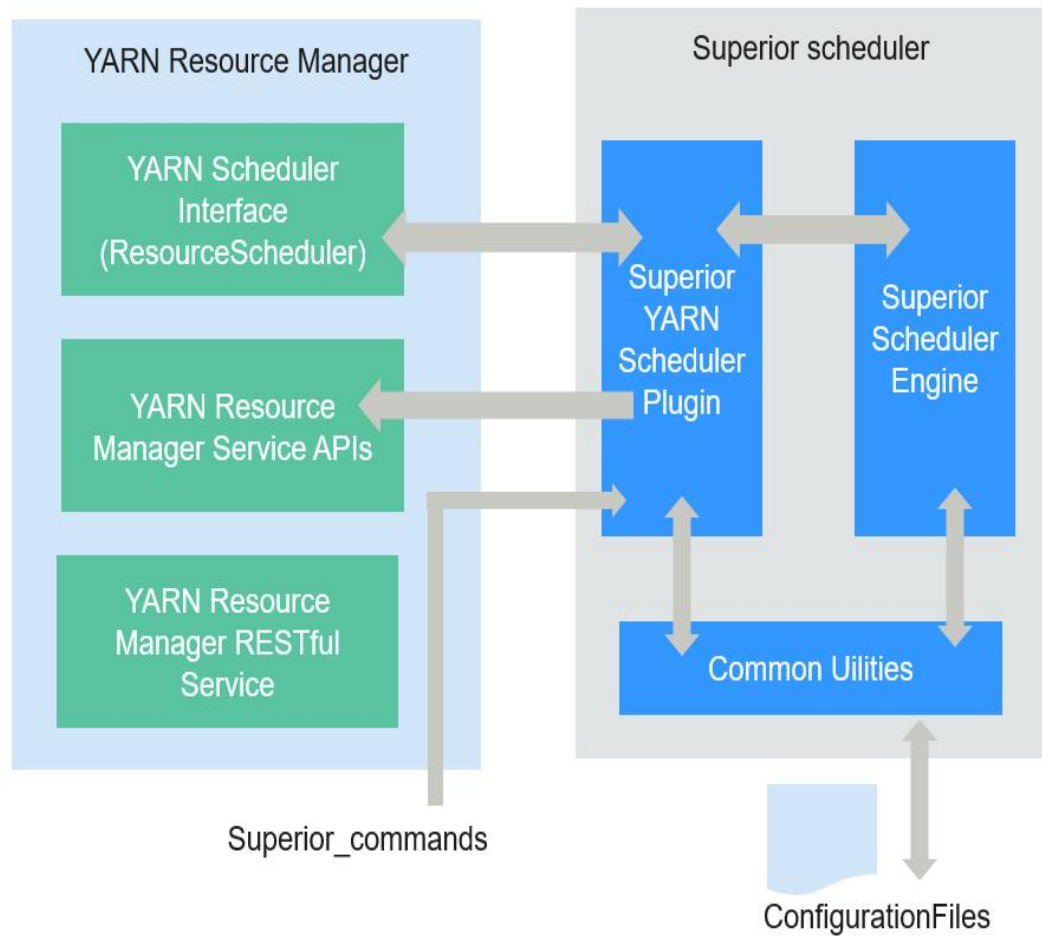 YARN Resource Manager
YARN Scheduler
Interface
(ResourceScheduler)
YARN Resource
Manager Service APIs
YARN Resource
Manager RESTful
Service
Superior_commands
Superior scheduler
Superior
YARN
Scheduler
Plugin
Superior
Scheduler
Engine
Common Uilities
ConfigurationFiles